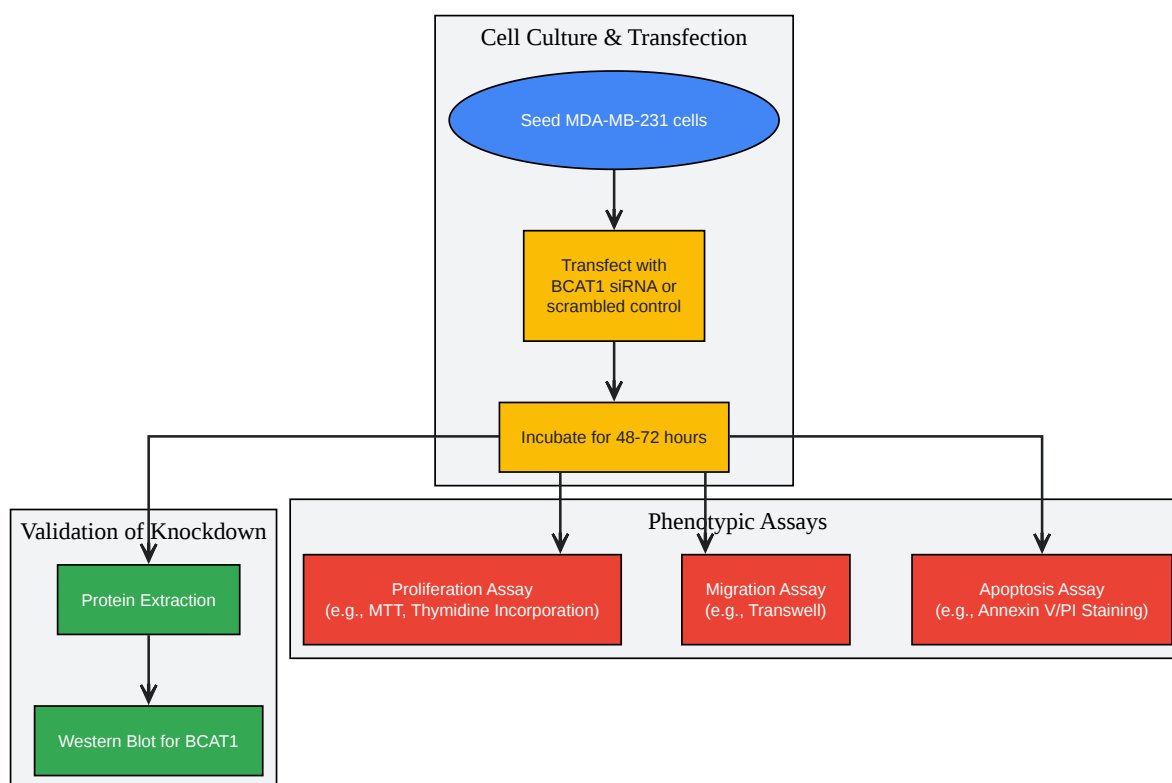 Cell Culture & Transfection
Seed MDA-MB-231 cells
Transfect with
BCAT1 siRNA or
scrambled control
Incubate for 48-72 hours
Validation of Knockdown
Protein Extraction
Western Blot for BCAT1
Phenotypic Assays
Proliferation Assay
(e.g., MTT, Thymidine Incorporation)
Migration Assay
(e.g., Transwell)
Apoptosis Assay
(e.g., Annexin V/PI Staining)